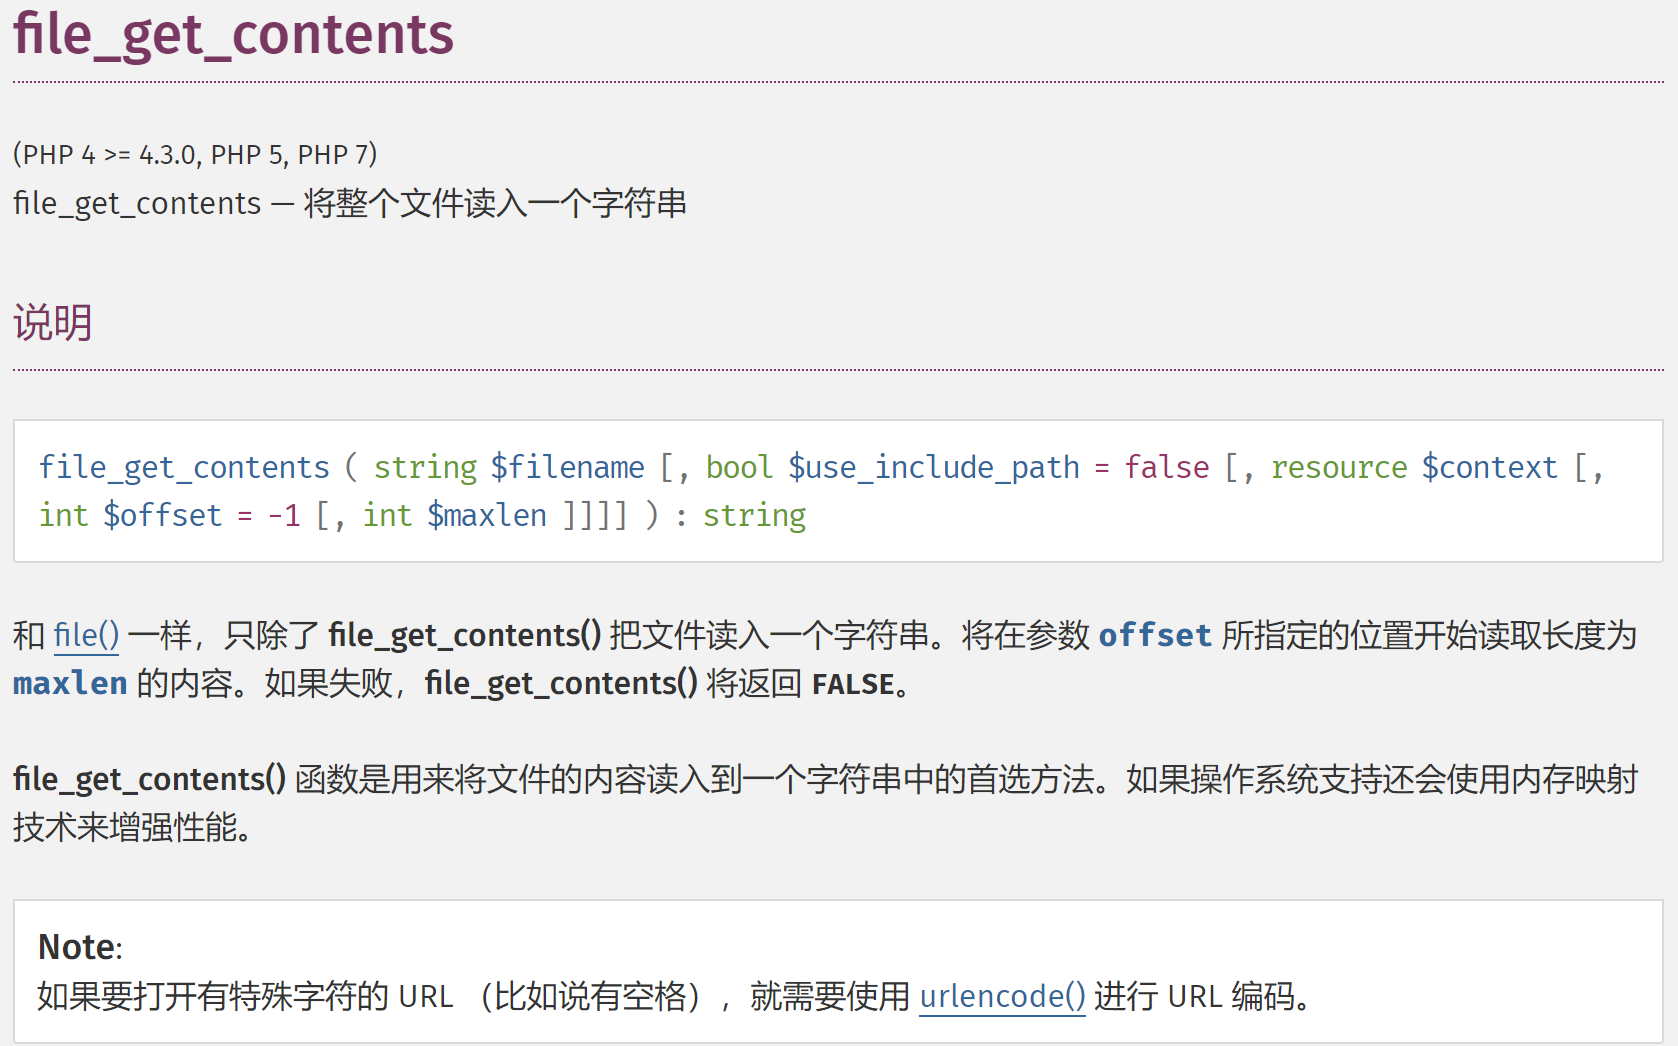 file_get_contents
(PHP 4 >= 4.3.0, PHP 5, PHP 7)
file_get_contents — 将整个文件读入一个字符串
说明
file_get_contents ( string $filename [, bool $use_include_path = false [, resource $context [,
int $offset = -1 [, int $maxlen ]]]] ) : string
和 file() 一样，只除了 file_get_contents() 把文件读入一个字符串。将在参数 offset 所指定的位置开始读取长度为
maxlen 的内容。如果失败，file_get_contents() 将返回 FALSE。
file_get_contents() 函数是用来将文件的内容读入到一个字符串中的首选方法。如果操作系统支持还会使用内存映射
技术来增强性能。
Note:
如果要打开有特殊字符的 URL （比如说有空格），就需要使用 urlencode() 进行 URL 编码。